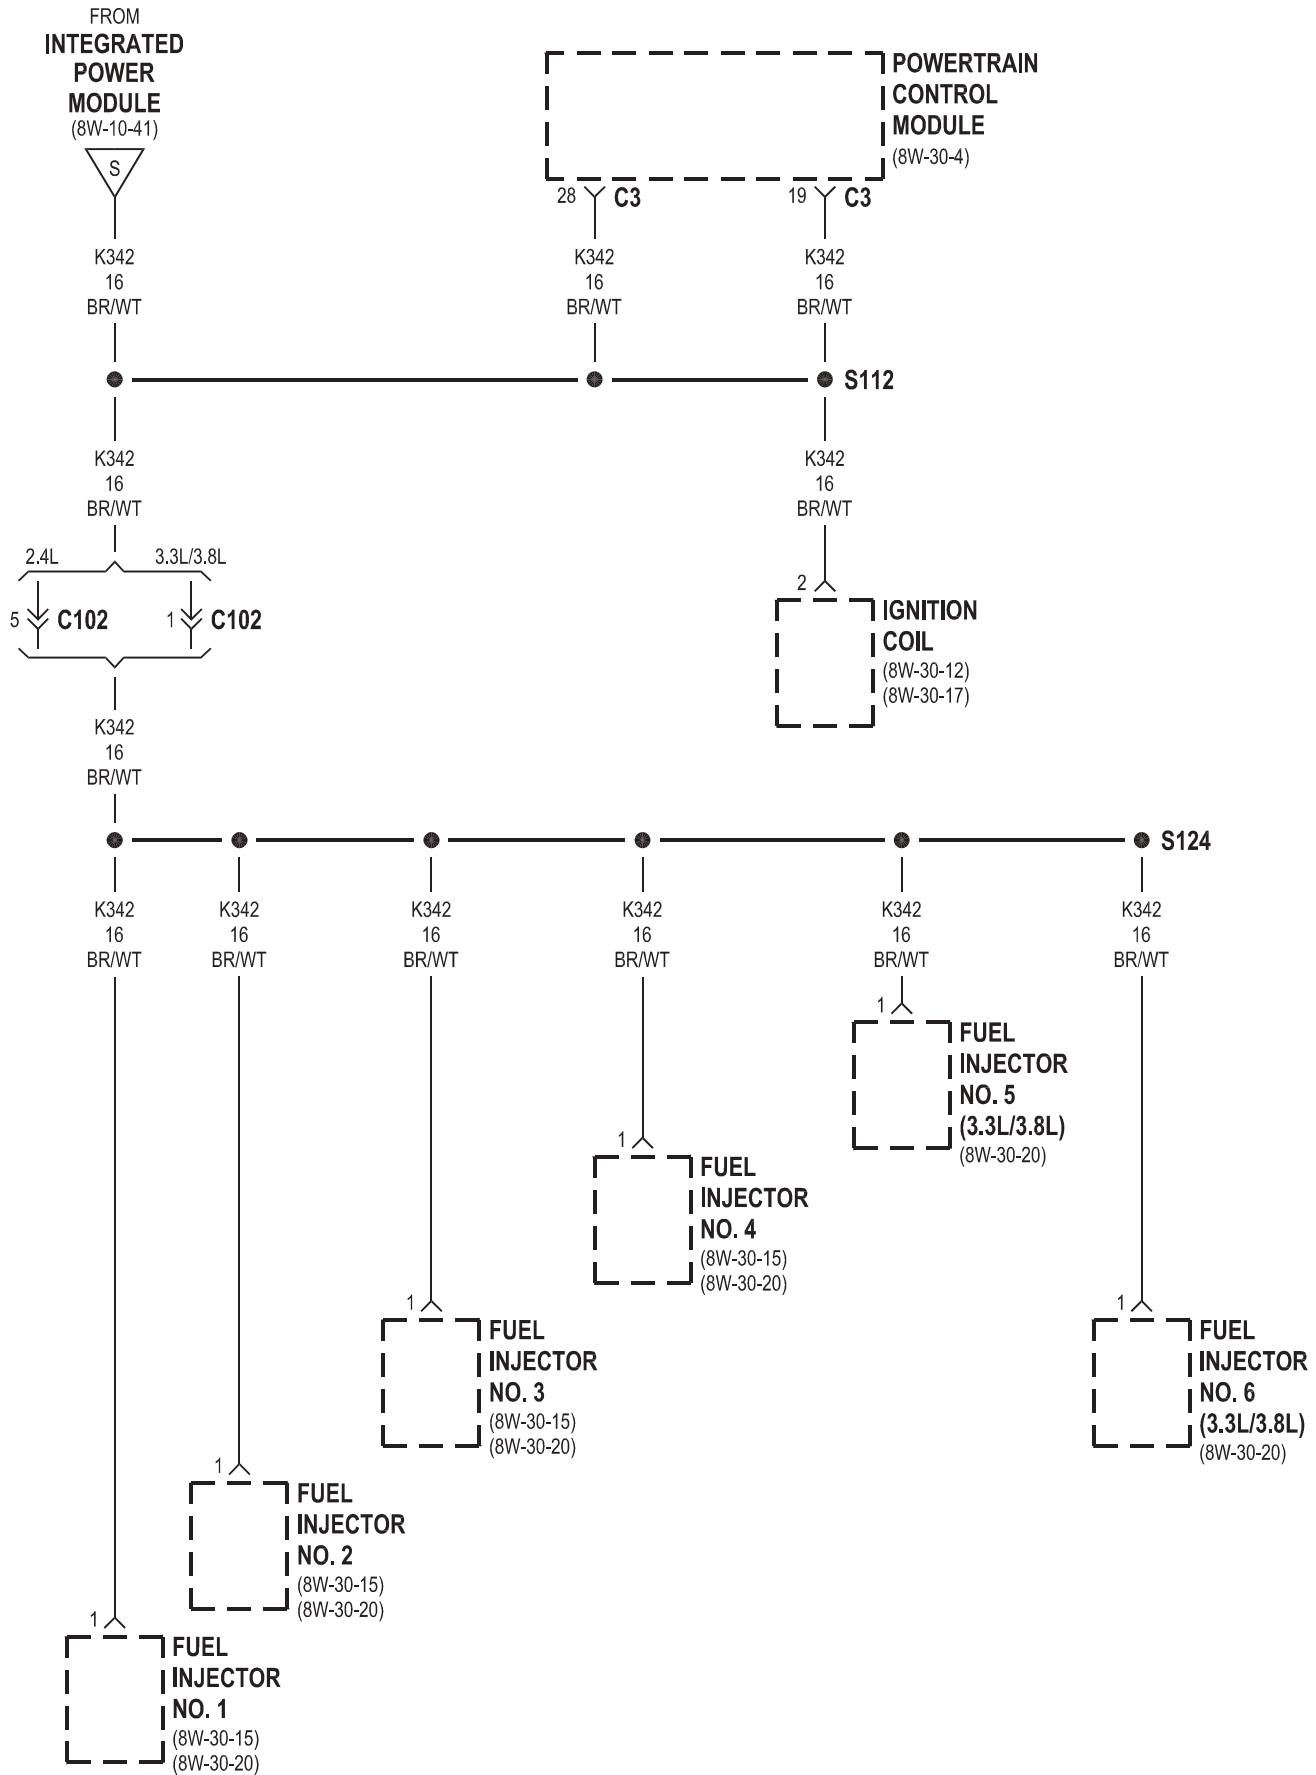 FROM
INTEGRATED
POWER
MODULE
(8W-10-41)
S
POWERTRAIN
CONTROL
MODULE
(8W-30-4)
28
C3
19
C3
K342
16
BR/WT
K342
16
BR/WT
K342
16
BR/WT
S112
K342
16
BR/WT
K342
16
BR/WT
2.4L
3.3L/3.8L
5
C102
1
C102
2
IGNITION
COIL
(8W-30-12)
(8W-30-17)
K342
16
BR/WT
S124
K342
16
BR/WT
K342
16
BR/WT
K342
16
BR/WT
K342
16
BR/WT
K342
16
BR/WT
K342
16
BR/WT
1
FUEL
INJECTOR
NO. 5
(3.3L/3.8L)
(8W-30-20)
1
FUEL
INJECTOR
NO. 4
(8W-30-15)
(8W-30-20)
1
FUEL
INJECTOR
NO. 3
(8W-30-15)
(8W-30-20)
1
FUEL
INJECTOR
NO. 6
(3.3L/3.8L)
(8W-30-20)
1
FUEL
INJECTOR
NO. 2
(8W-30-15)
(8W-30-20)
1
FUEL
INJECTOR
NO. 1
(8W-30-15)
(8W-30-20)